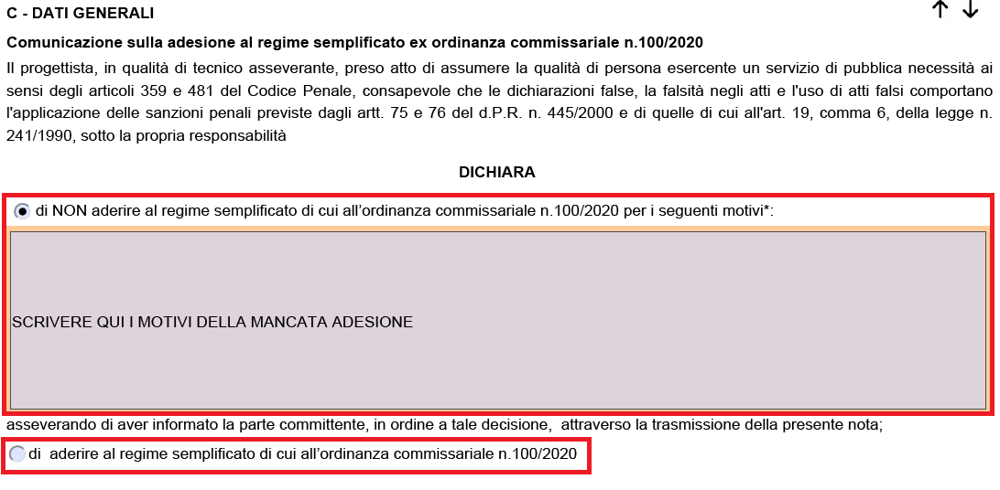 C - DATI GENERALI
Comunicazione sulla adesione al regime semplificato ex ordinanza commissariale n.100/2020
Il progettista, in qualità di tecnico asseverante, preso atto di assumere la qualità di persona esercente un servizio di pubblica necessità ai
sensi degli articoli 359 e 481 del Codice Penale, consapevole che le dichiarazioni false, la falsità negli atti e l'uso di atti falsi comportano
l'applicazione delle sanzioni penali previste dagli artt. 75 e 76 del d.P.R. n. 445/2000 e di quelle di cui all'art. 19, comma 6, della legge n.
241/1990, sotto la propria responsabilità
DICHIARA
di NON aderire al regime semplificato di cui all’ordinanza commissariale n.100/2020 per i seguenti motivi*:
SCRIVERE QUI I MOTIVI DELLA MANCATA ADESIONE
asseverando di aver informato la parte committente, in ordine a tale decisione, attraverso la trasmissione della presente nota;
di aderire al regime semplificato di cui all’ordinanza commissariale n.100/2020